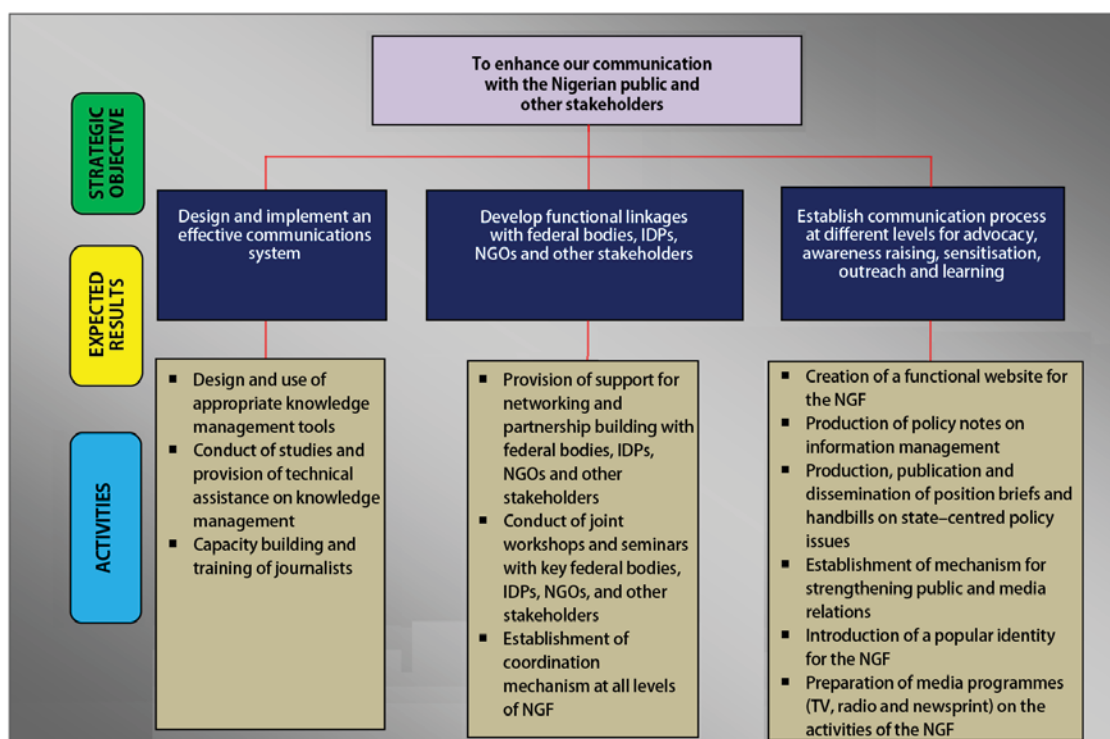 To enhance our communication
with the Nigerian public and
other stakeholders
STRATEGIC
OBJECTIVE
Design and implement an
effective communications
system
Develop functional linkages
with federal bodies, IDPs,
NGOs and other stakeholders
Establish communication process
at different levels for advocacy,
awareness raising, sensitisation,
outreach and learning
EXPECTED
RESULTS
ACTIVITIES
▪ Design and use of
appropriate knowledge
management tools
▪ Conduct of studies and
provision of technical
assistance on knowledge
management
▪ Capacity building and
training of journalists
▪ Provision of support for
networking and
partnership building with
federal bodies, IDPs,
NGOs and other
stakeholders
▪ Conduct of joint
workshops and seminars
with key federal bodies,
IDPs, NGOs, and other
stakeholders
▪ Establishment of
coordination
mechanism at all levels
of NGF
▪ Creation of a functional website for
the NGF
▪ Production of policy notes on
information management
▪ Production, publication and
dissemination of position briefs and
handbills on state–centred policy
issues
▪ Establishment of mechanism for
strengthening public and media
relations
▪ Introduction of a popular identity
for the NGF
▪ Preparation of media programmes
(TV, radio and newsprint) on the
activities of the NGF